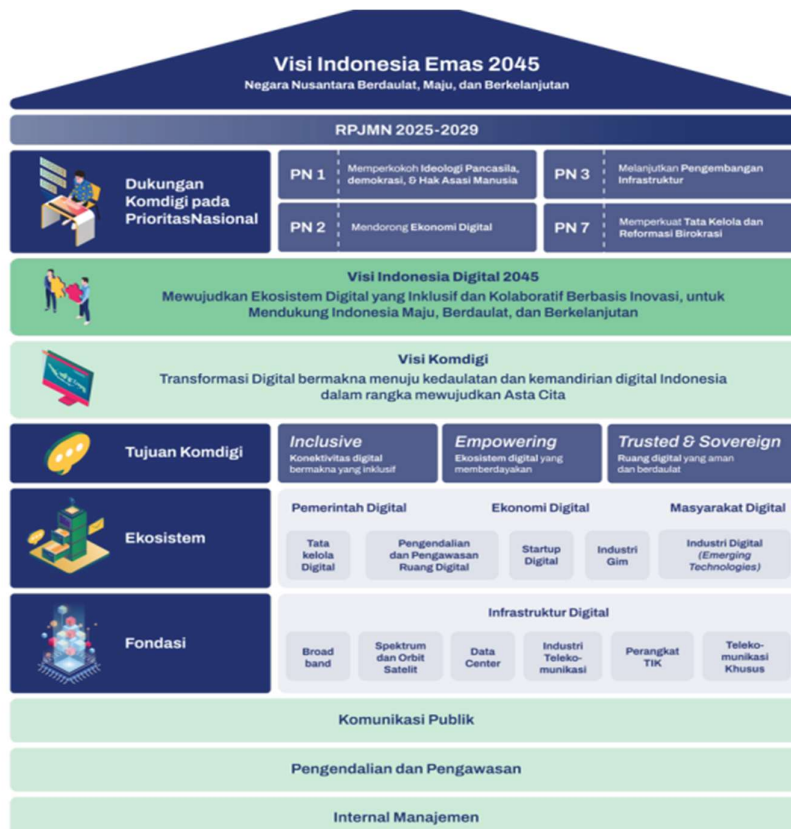 Visi Indonesia Emas 2045
Negara Nusantara Berdaulat, Maju, dan Berkelanjutan
RPJMN 2025-2029
Dukungan
Komdigi pada
PrioritasNasional
PN 1
Memperkokoh Ideologi Pancasila,
demokrasi, & Hak Asasi Manusia
PN 3
Melanjutkan Pengembangan
Infrastruktur
PN 2
Mendorong Ekonomi Digital
PN 7
Memperkuat Tata Kelola dan
Reformasi Birokrasi
Visi Indonesia Digital 2045
Mewujudkan Ekosistem Digital yang Inklusif dan Kolaboratif Berbasis Inovasi, untuk
Mendukung Indonesia Maju, Berdaulat, dan Berkelanjutan
Visi Komdigi
Transformasi Digital bermakna menuju kedaulatan dan kemandirian digital Indonesia
dalam rangka mewujudkan Asta Cita
Tujuan Komdigi
Inclusive
Konektivitas digital
bermakna yang inklusif
Empowering
Ekosistem digital yang
memberdayakan
Trusted & Sovereign
Ruang digital yang aman
dan berdaulat
Ekosistem
Pemerintah Digital
Ekonomi Digital
Masyarakat Digital
Tata
kelola
Digital
Pengendalian
dan Pengawasan
Ruang Digital
Startup
Digital
Industri
Gim
Industri Digital
(Emerging
Technologies)
Fondasi
Infrastruktur Digital
Broad
band
Spektrum
dan Orbit
Satelit
Data
Center
Industri
Teleko-
munikasi
Perangkat
TIK
Teleko-
munikasi
Khusus
Komunikasi Publik
Pengendalian dan Pengawasan
Internal Manajemen